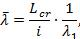 λ̄ = L_cr / i · 1 / λ₁